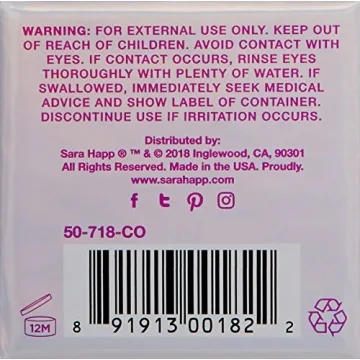 WARNING: FOR EXTERNAL USE ONLY. KEEP OUT
OF REACH OF CHILDREN. AVOID CONTACT WITH
EYES. IF CONTACT OCCURS, RINSE EYES
THOROUGHLY WITH PLENTY OF WATER. IF
SWALLOWED, IMMEDIATELY SEEK MEDICAL
ADVICE AND SHOW LABEL OF CONTAINER.
DISCONTINUE USE IF IRRITATION OCCURS.
Distributed by:
Sara Happ ® ™ & © 2018 Inglewood, CA, 90301
All Rights Reserved. Made in the USA. Proudly.
www.sarahapp.com
50-718-CO
12M
8 91913 00182 2